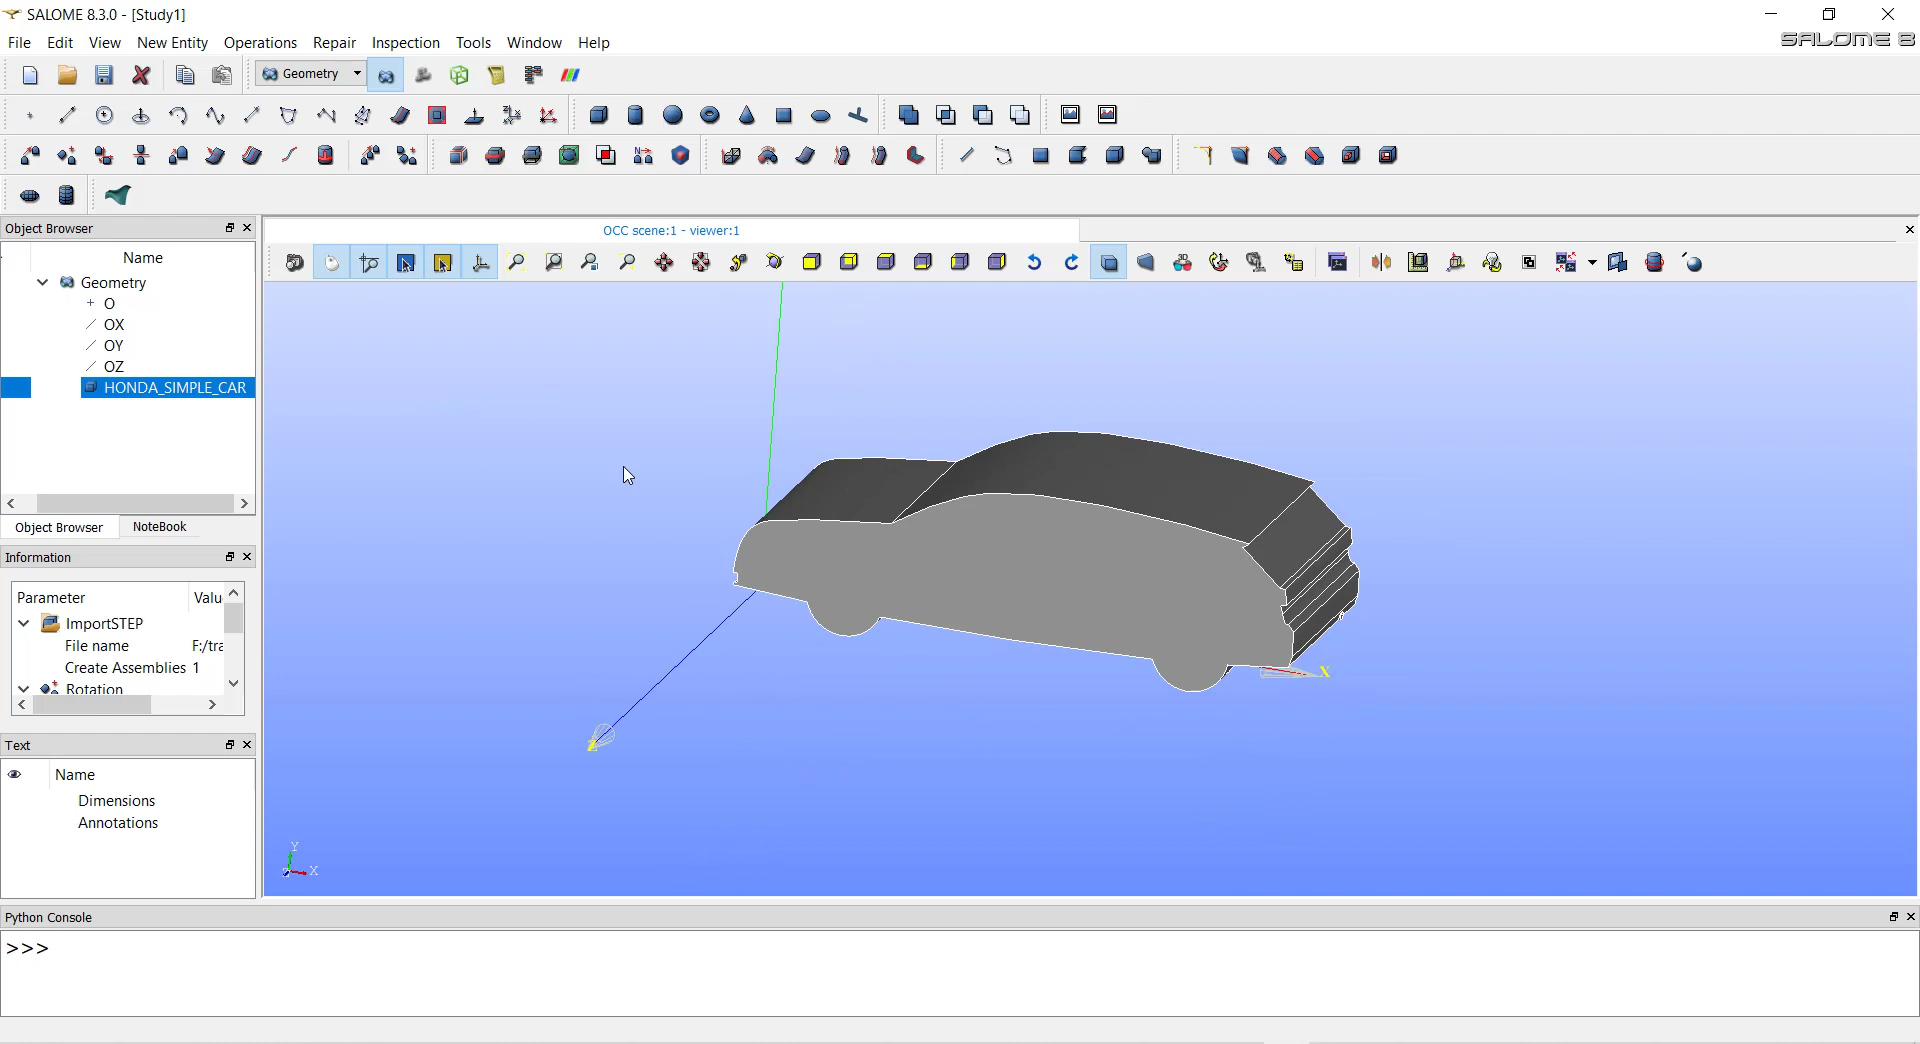 SALOME 8.3.0 - [Study1]
File Edit View New Entity Operations Repair Inspection Tools Window Help
SALOME 8
Geometry
Object Browser
OCC scene:1 - viewer:1
Name
Geometry
O
OX
OY
OZ
HONDA_SIMPLE_CAR
Object Browser NoteBook
Information
Parameter Valu
ImportSTEP
File name F:/tra
Create Assemblies 1
Rotation
Text
Name
Dimensions
Annotations
X
Z
Y
X
Z
Python Console
>>>